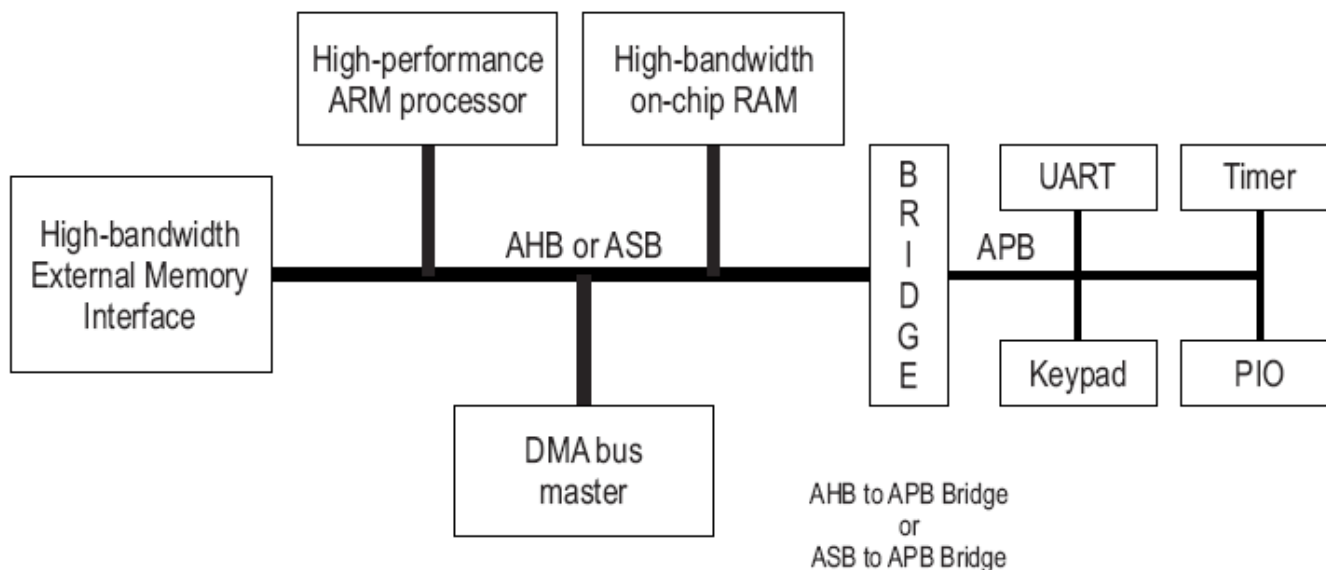 High-performance
ARM processor
High-bandwidth
on-chip RAM
High-bandwidth
External Memory
Interface
AHB or ASB
B
R
I
D
G
E
APB
UART
Timer
Keypad
PIO
DMA bus
master
AHB to APB Bridge
or
ASB to APB Bridge